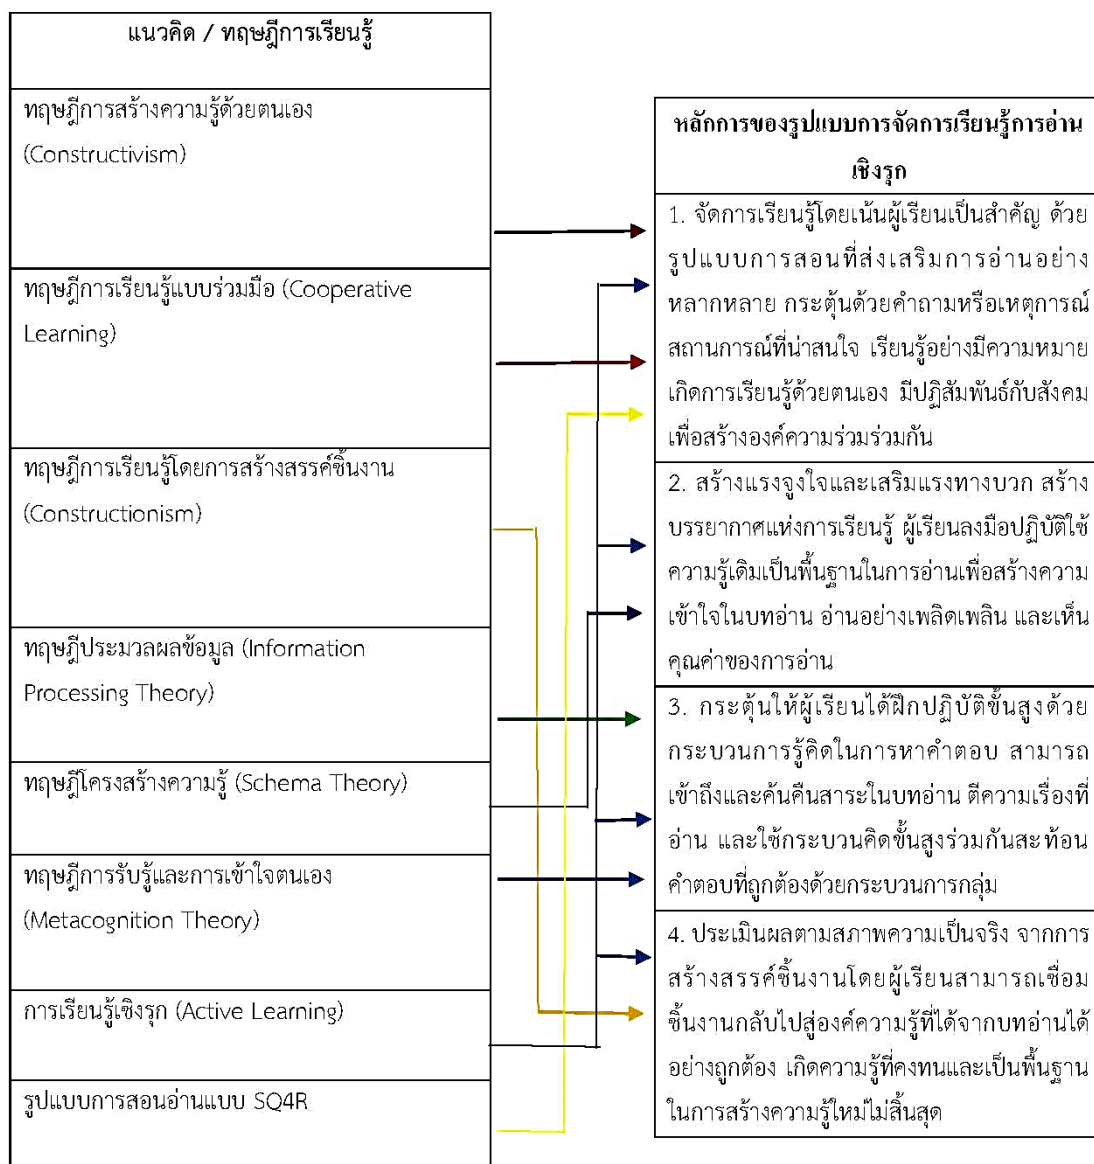 แนวคิด / ทฤษฎีการเรียนรู้
ทฤษฎีการสร้างความรู้ด้วยตนเอง
(Constructivism)
ทฤษฎีการเรียนรู้แบบร่วมมือ (Cooperative
Learning)
ทฤษฎีการเรียนรู้โดยการสร้างสรรค์ชิ้นงาน
(Constructionism)
ทฤษฎีประมวลผลข้อมูล (Information
Processing Theory)
ทฤษฎีโครงสร้างความรู้ (Schema Theory)
ทฤษฎีการรับรู้และการเข้าใจตนเอง
(Metacognition Theory)
การเรียนรู้เชิงรุก (Active Learning)
รูปแบบการสอนอ่านแบบ SQ4R
หลักการของรูปแบบการจัดการเรียนรู้การอ่าน
เชิงรุก
1. จัดการเรียนรู้โดยเน้นผู้เรียนเป็นสำคัญ ด้วย
รูปแบบการสอนที่ส่งเสริมการอ่านอย่าง
หลากหลาย กระตุ้นด้วยคำถามหรือเหตุการณ์
สถานการณ์ที่น่าสนใจ เรียนรู้อย่างมีความหมาย
เกิดการเรียนรู้ด้วยตนเอง มีปฏิสัมพันธ์กับสังคม
เพื่อสร้างองค์ความร่วมร่วมกัน
2. สร้างแรงจูงใจและเสริมแรงทางบวก สร้าง
บรรยากาศแห่งการเรียนรู้ ผู้เรียนลงมือปฏิบัติใช้
ความรู้เดิมเป็นพื้นฐานในการอ่านเพื่อสร้างความ
เข้าใจในบทอ่าน อ่านอย่างเพลิดเพลิน และเห็น
คุณค่าของการอ่าน
3. กระตุ้นให้ผู้เรียนได้ฝึกปฏิบัติขั้นสูงด้วย
กระบวนการรู้คิดในการหาคำตอบ สามารถ
เข้าถึงและค้นคืนสาระในบทอ่าน ตีความเรื่องที่
อ่าน และใช้กระบวนคิดขั้นสูงร่วมกันสะท้อน
คำตอบที่ถูกต้องด้วยกระบวนการกลุ่ม
4. ประเมินผลตามสภาพความเป็นจริง จากการ
สร้างสรรค์ชิ้นงานโดยผู้เรียนสามารถเชื่อม
ชิ้นงานกลับไปสู่องค์ความรู้ที่ได้จากบทอ่านได้
อย่างถูกต้อง เกิดความรู้ที่คงทนและเป็นพื้นฐาน
ในการสร้างความรู้ใหม่ไม่สิ้นสุด